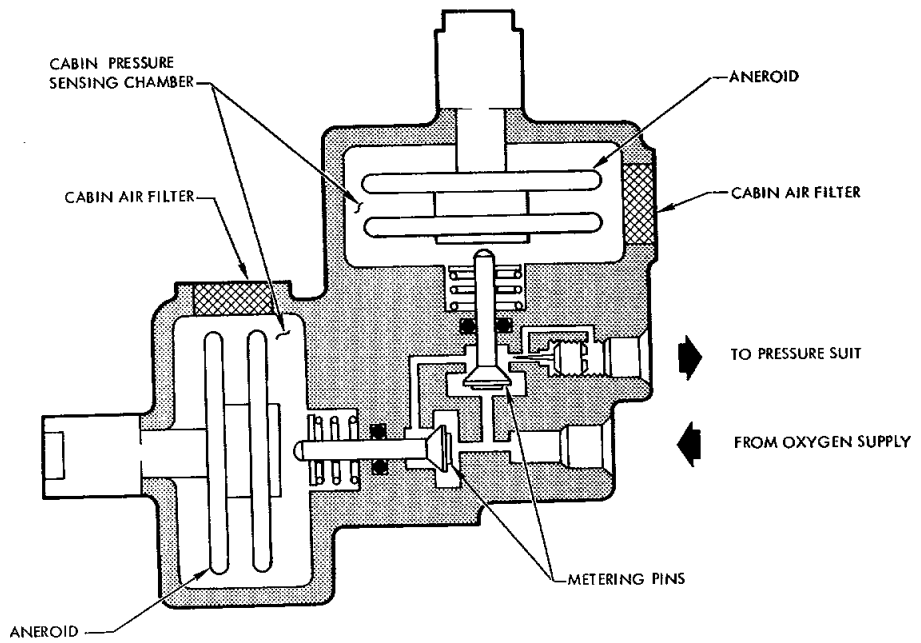 CABIN PRESSURE
SENSING CHAMBER
ANEROID
CABIN AIR FILTER
CABIN AIR FILTER
TO PRESSURE SUIT
FROM OXYGEN SUPPLY
METERING PINS
ANEROID